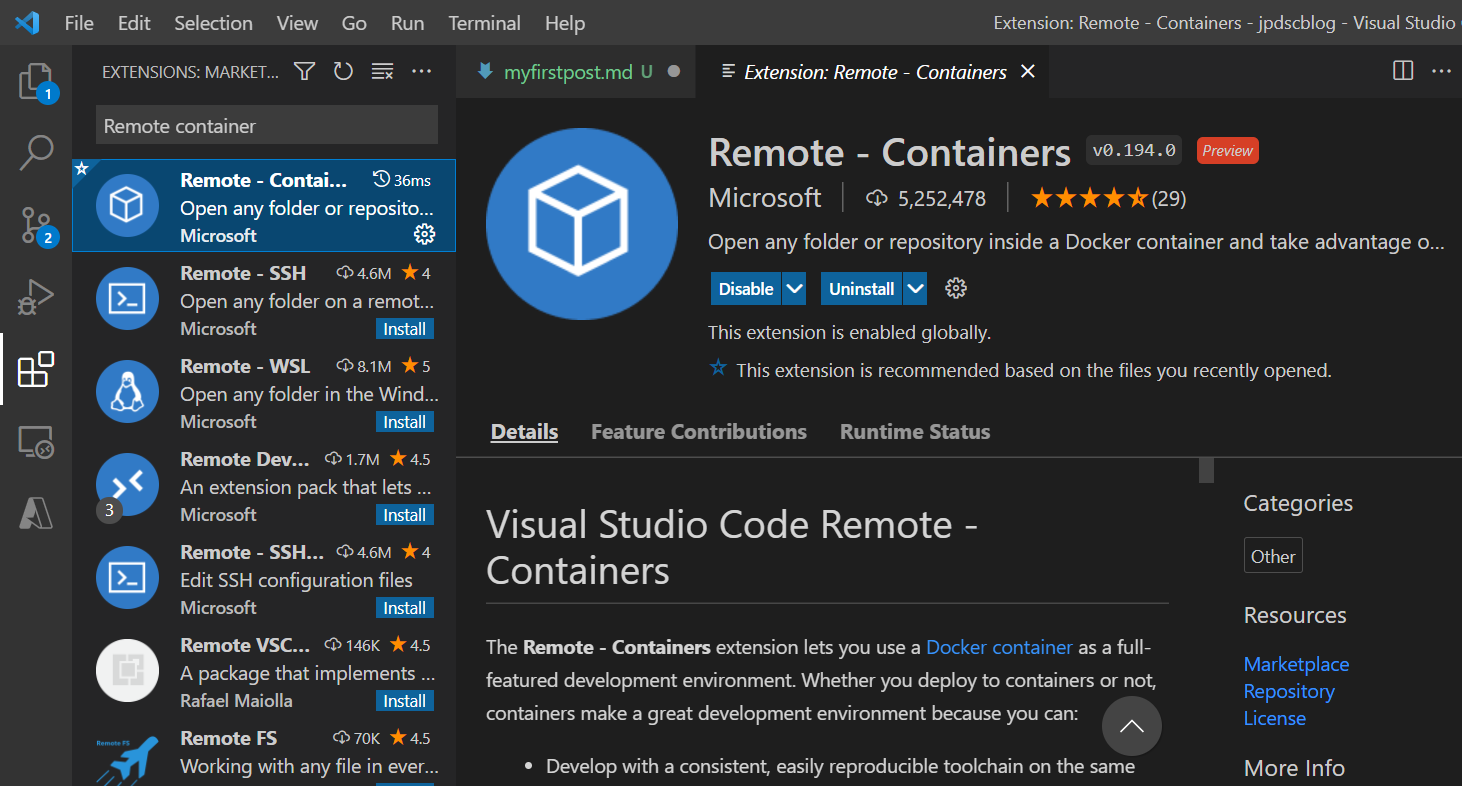 File Edit Selection View Go Run Terminal Help
Extension: Remote - Containers - jpdscblog - Visual Studio
1
2
EXTENSIONS: MARKET...
Remote container
Remote - Contai... 36ms
Open any folder or reposito...
Microsoft
Remote - SSH 4.6M 4
Open any folder on a remot...
Microsoft Install
Remote - WSL 8.1M 5
Open any folder in the Wind...
Microsoft Install
Remote Dev... 1.7M 4.5
An extension pack that lets ...
3
Microsoft Install
Remote - SSH... 4.6M 4
Edit SSH configuration files
Microsoft Install
Remote VSC... 146K 4.5
A package that implements ...
Rafael Maiolla Install
Remote FS
Remote FS 70K 4.5
Working with any file in ever...
myfirstpost.md U
Extension: Remote - Containers
Remote - Containers v0.194.0 Preview
Microsoft 5,252,478 (29)
Open any folder or repository inside a Docker container and take advantage o...
Disable Uninstall
This extension is enabled globally.
This extension is recommended based on the files you recently opened.
Details Feature Contributions Runtime Status
Visual Studio Code Remote -
Containers
The Remote - Containers extension lets you use a Docker container as a full-
featured development environment. Whether you deploy to containers or not,
containers make a great development environment because you can:
• Develop with a consistent, easily reproducible toolchain on the same
Categories
Other
Resources
Marketplace
Repository
License
More Info